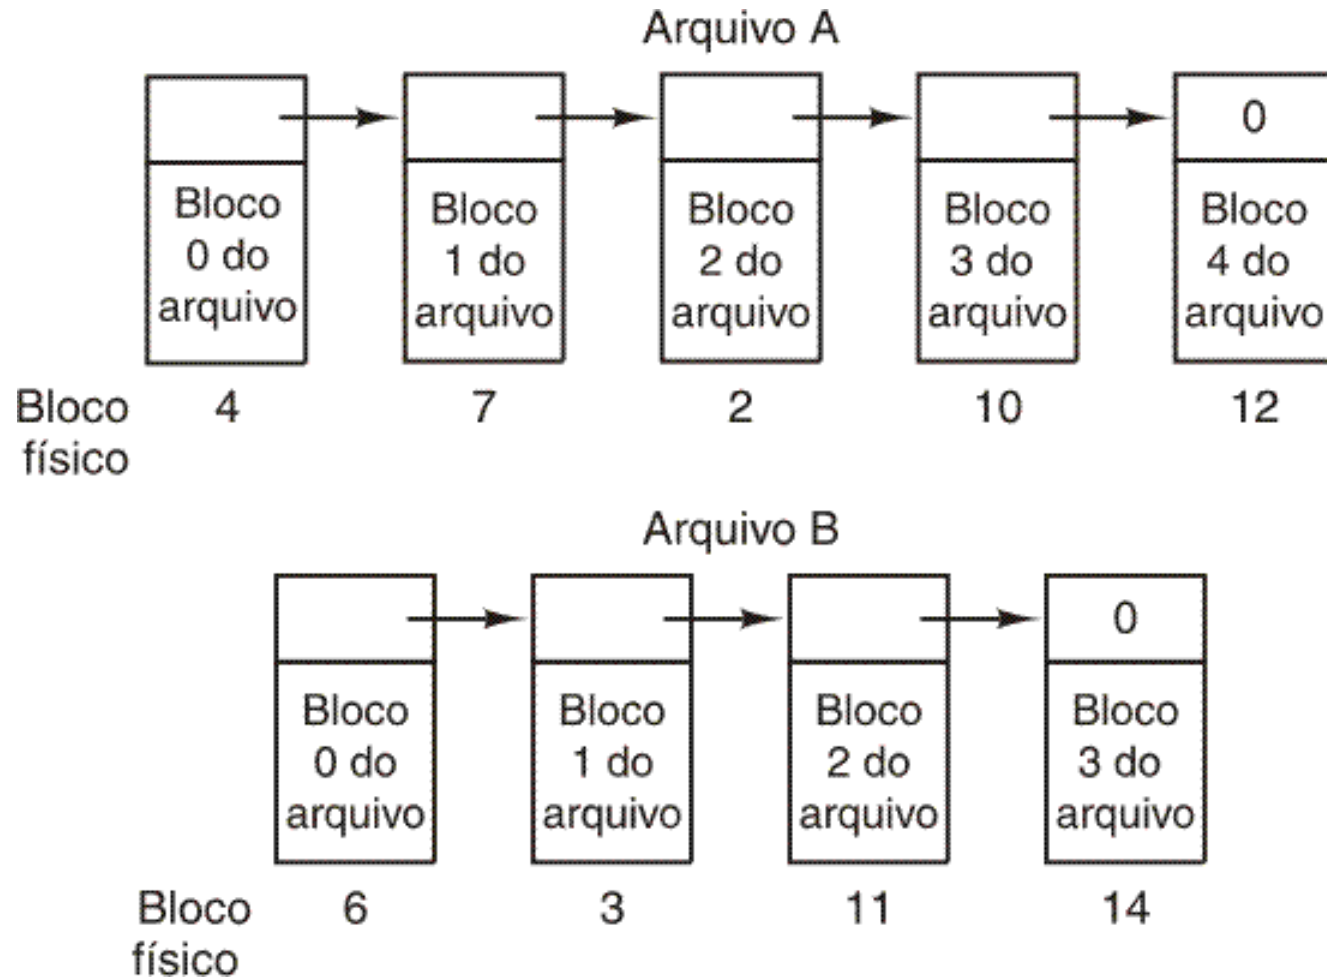 Arquivo A
0
Bloco Bloco Bloco Bloco Bloco
0 do 1 do 2 do 3 do 4 do
arquivo arquivo arquivo arquivo arquivo
Bloco 4 7 2 10 12
físico
Arquivo B
0
Bloco Bloco Bloco Bloco
0 do 1 do 2 do 3 do
arquivo arquivo arquivo arquivo
Bloco 6 3 11 14
físico